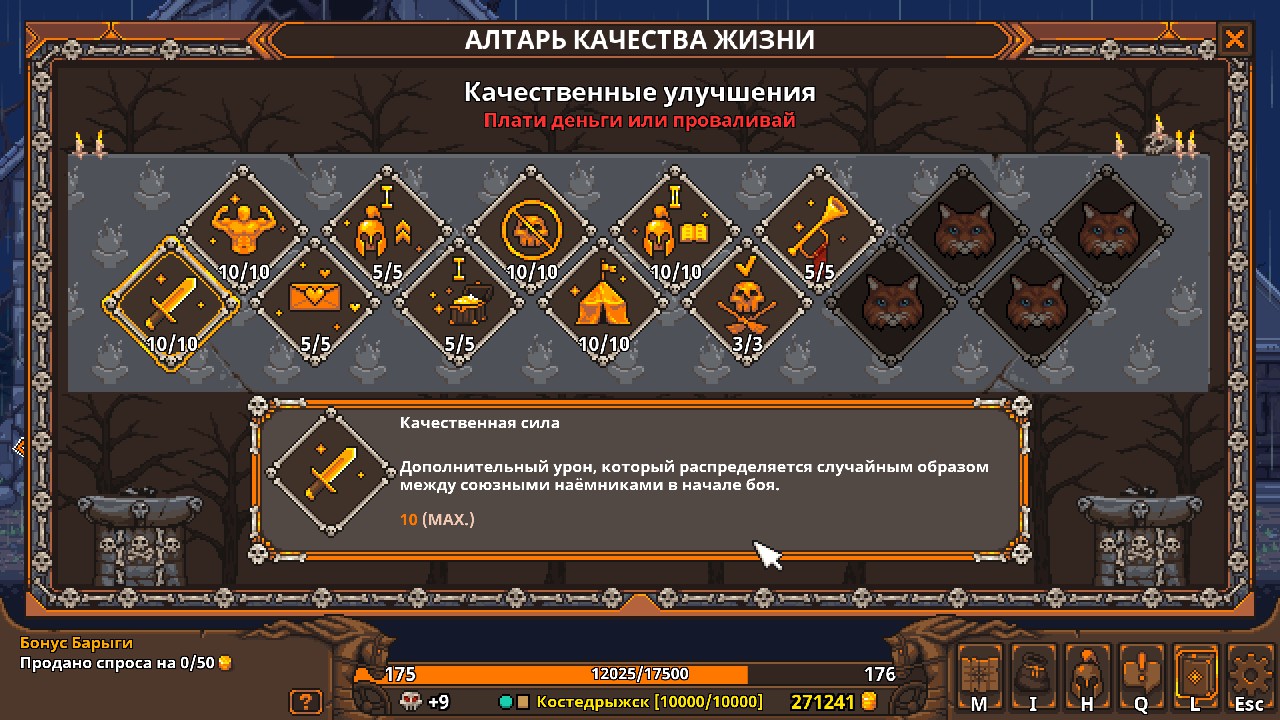 АЛТАРЬ КАЧЕСТВА ЖИЗНИ
Качественные улучшения
Плати деньги или проваливай
I
II
10/10
5/5
10/10
10/10
5/5
I
10/10
5/5
5/5
10/10
3/3
Качественная сила
Дополнительный урон, который распределяется случайным образом
между союзными наёмниками в начале боя.
10 (MAX.)
Бонус Барыги
Продано спроса на 0/50
?
175
12025/17500
176
+9
Костедрыжск [10000/10000]
271241
M
I
H
Q
L
Esc